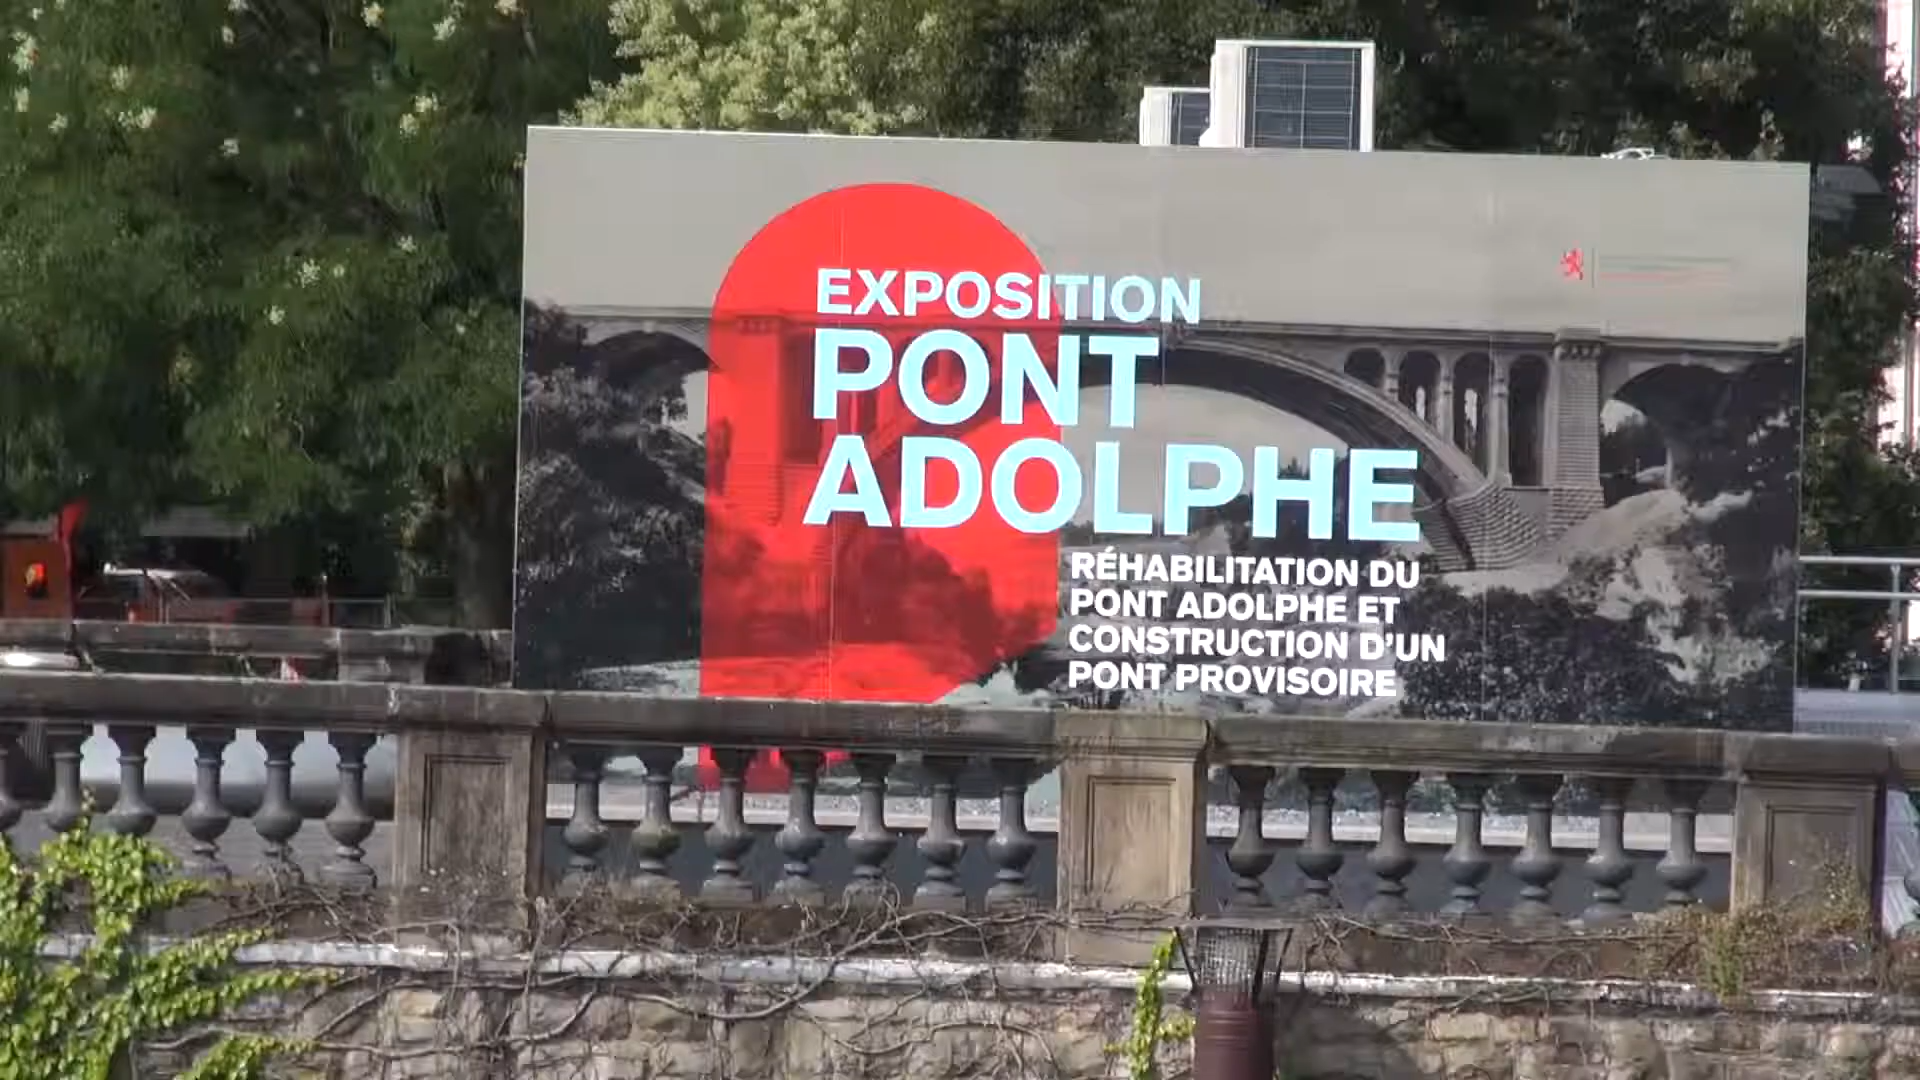 EXPOSITION
PONT
ADOLPHE
RÉHABILITATION DU
PONT ADOLPHE ET
CONSTRUCTION D'UN
PONT PROVISOIRE